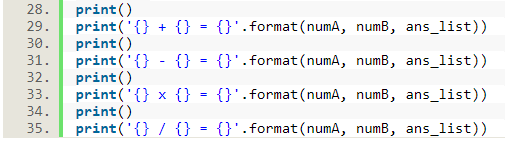 28. print()
29. print('{} + {} = {}'.format(numA, numB, ans_list))
30. print()
31. print('{} - {} = {}'.format(numA, numB, ans_list))
32. print()
33. print('{} x {} = {}'.format(numA, numB, ans_list))
34. print()
35. print('{} / {} = {}'.format(numA, numB, ans_list))